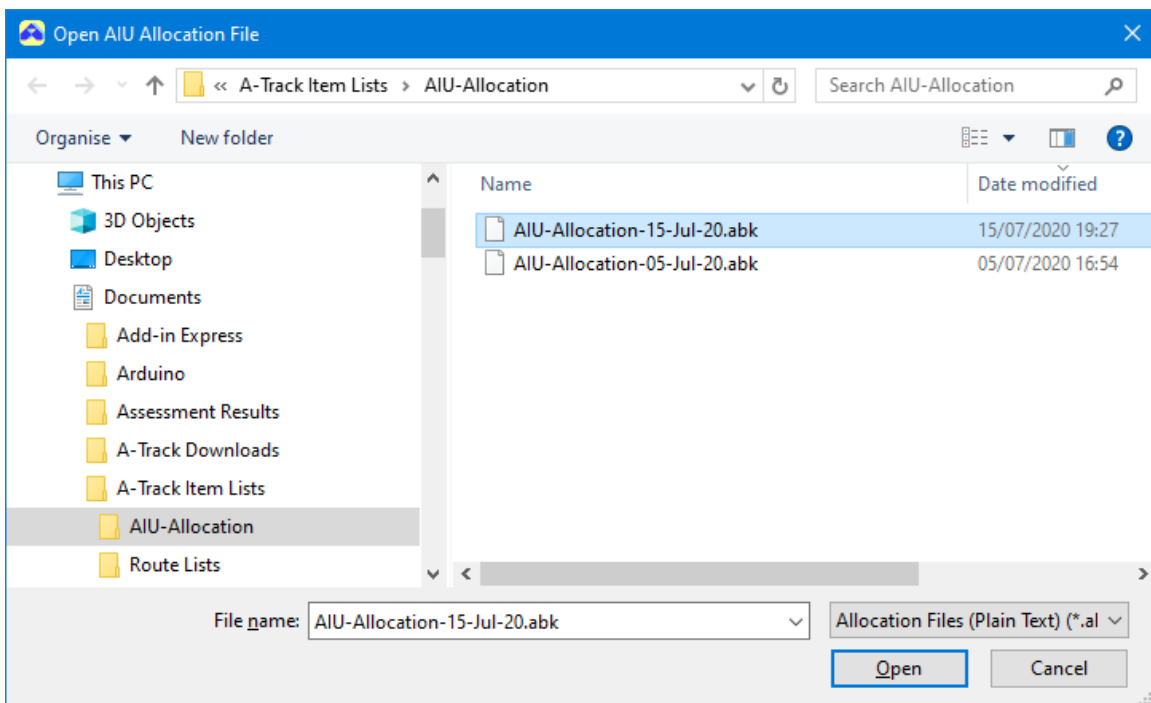 Open AIU Allocation File
« A-Track Item Lists > AIU-Allocation
Search AIU-Allocation
Organise New folder
This PC
3D Objects
Desktop
Documents
Add-in Express
Arduino
Assessment Results
A-Track Downloads
A-Track Item Lists
AIU-Allocation
Route Lists
Name Date modified
AIU-Allocation-15-Jul-20.abk 15/07/2020 19:27
AIU-Allocation-05-Jul-20.abk 05/07/2020 16:54
File name: AIU-Allocation-15-Jul-20.abk Allocation Files (Plain Text) (*.al
Open Cancel